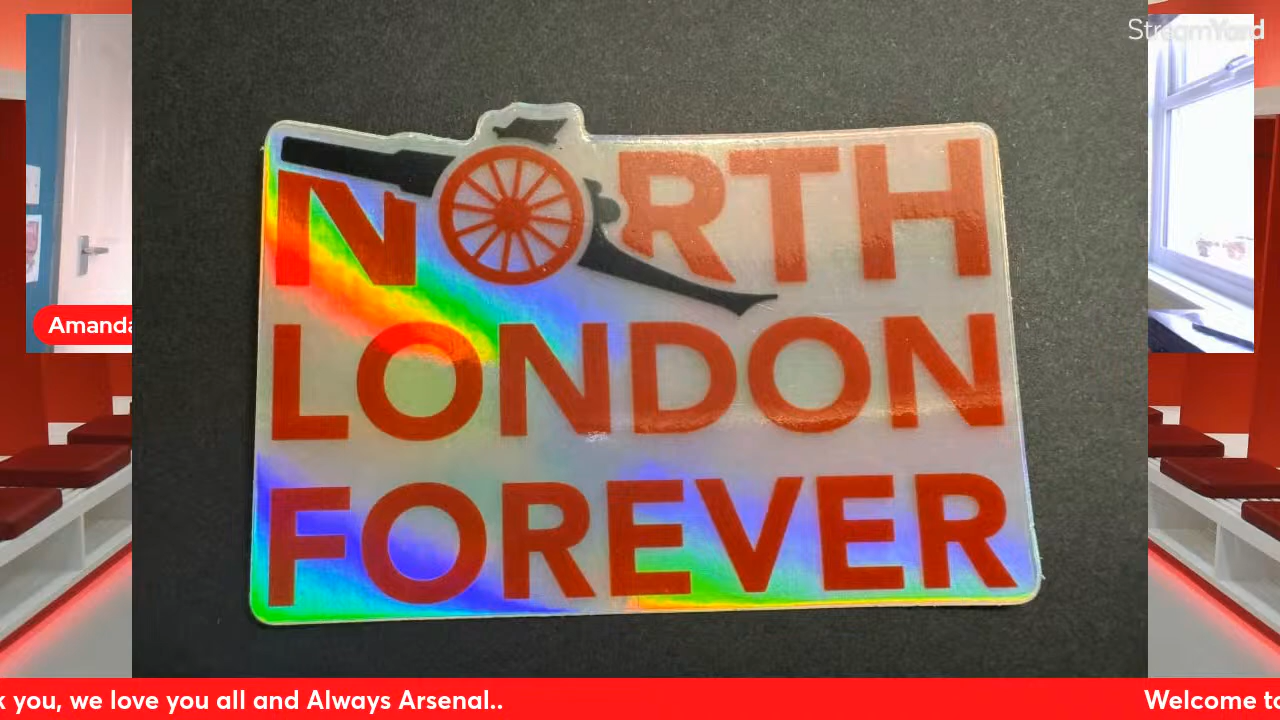 StreamYard
NORTH
LONDON
FOREVER
Amanda
you, we love you all and Always Arsenal..
Welcome to